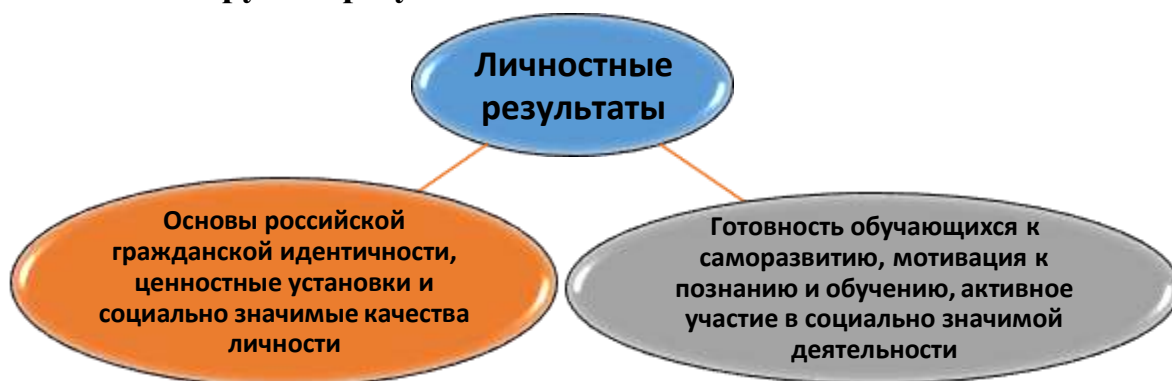 Личностные
результаты
Основы российской
гражданской идентичности,
ценностные установки и
социально значимые качества
личности
Готовность обучающихся к
саморазвитию, мотивация к
познанию и обучению, активное
участие в социально значимой
деятельности